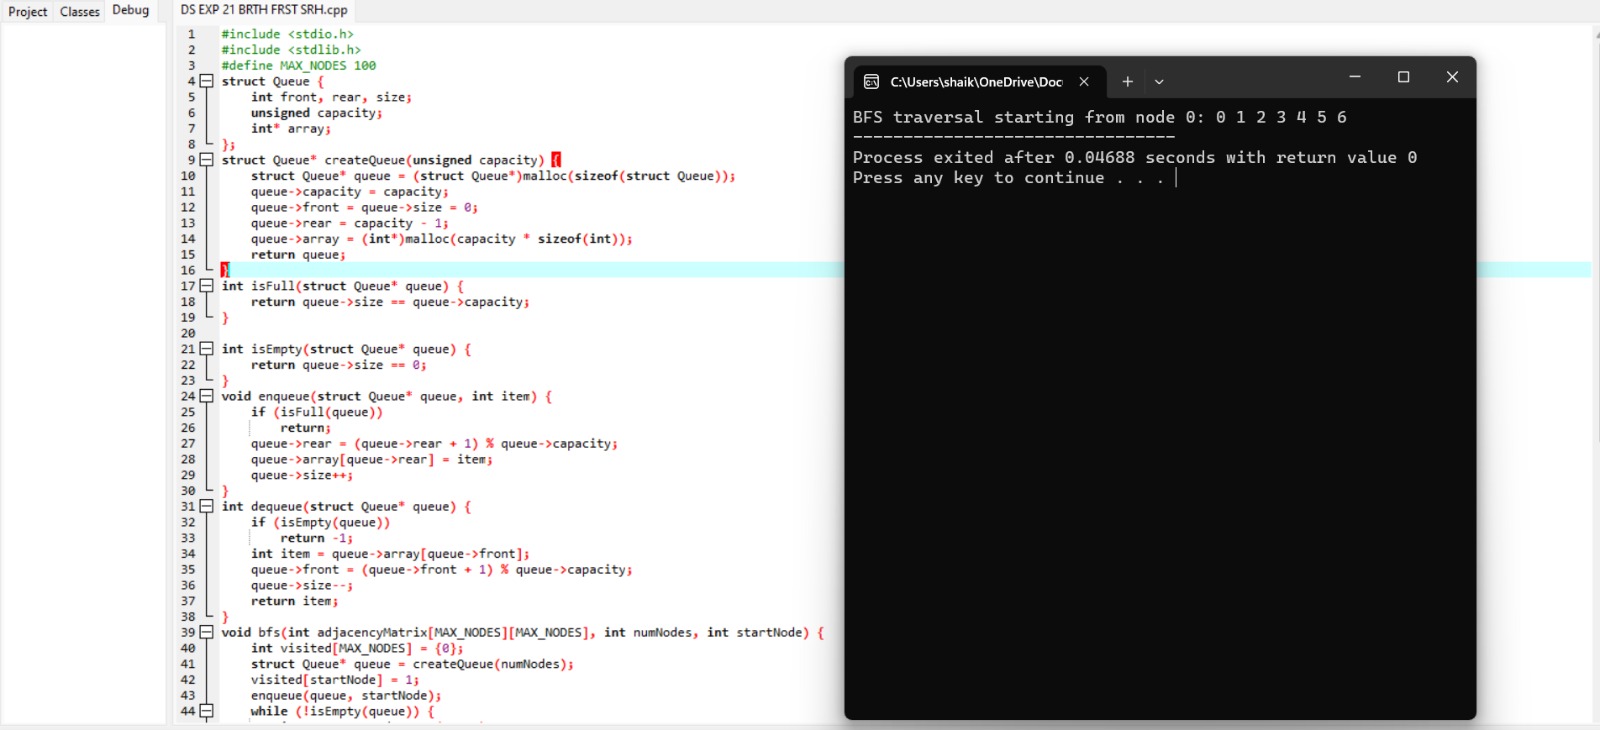 Project Classes Debug
DS EXP 21 BRTH FRST SRH.cpp
1 #include <stdio.h>
2 #include <stdlib.h>
3 #define MAX_NODES 100
4 struct Queue {
5 int front, rear, size;
6 unsigned capacity;
7 int* array;
8 };
9 struct Queue* createQueue(unsigned capacity) {
10 struct Queue* queue = (struct Queue*)malloc(sizeof(struct Queue));
11 queue->capacity = capacity;
12 queue->front = queue->size = 0;
13 queue->rear = capacity - 1;
14 queue->array = (int*)malloc(capacity * sizeof(int));
15 return queue;
16 }
17 int isFull(struct Queue* queue) {
18 return queue->size == queue->capacity;
19 }
20
21 int isEmpty(struct Queue* queue) {
22 return queue->size == 0;
23 }
24 void enqueue(struct Queue* queue, int item) {
25 if (isFull(queue))
26 return;
27 queue->rear = (queue->rear + 1) % queue->capacity;
28 queue->array[queue->rear] = item;
29 queue->size++;
30 }
31 int dequeue(struct Queue* queue) {
32 if (isEmpty(queue))
33 return -1;
34 int item = queue->array[queue->front];
35 queue->front = (queue->front + 1) % queue->capacity;
36 queue->size--;
37 return item;
38 }
39 void bfs(int adjacencyMatrix[MAX_NODES][MAX_NODES], int numNodes, int startNode) {
40 int visited[MAX_NODES] = {0};
41 struct Queue* queue = createQueue(numNodes);
42 visited[startNode] = 1;
43 enqueue(queue, startNode);
44 while (!isEmpty(queue)) {
C:\Users\shaik\OneDrive\Doc
BFS traversal starting from node 0: 0 1 2 3 4 5 6
--------------------------------
Process exited after 0.04688 seconds with return value 0
Press any key to continue . . .